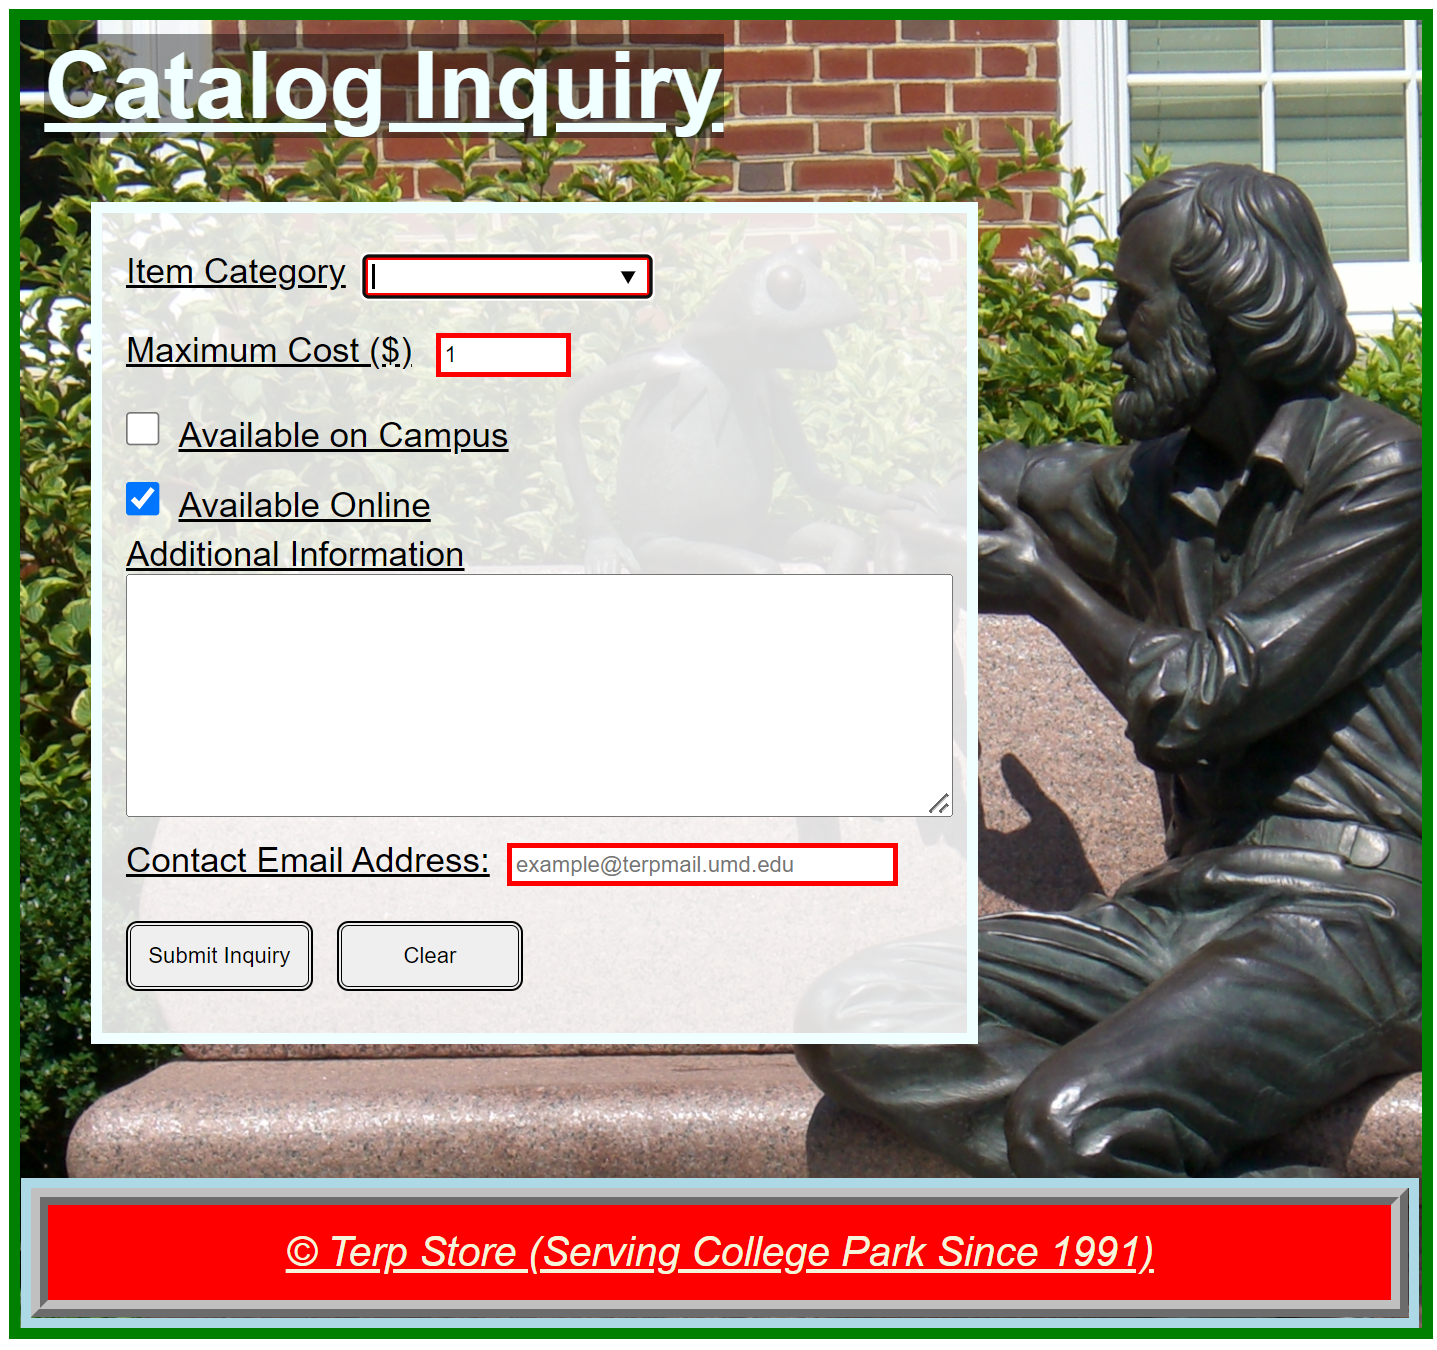 Catalog Inquiry
Item Category
Maximum Cost ($) 1
Available on Campus
Available Online
Additional Information
Contact Email Address: example@terpmail.umd.edu
Submit Inquiry Clear
© Terp Store (Serving College Park Since 1991)